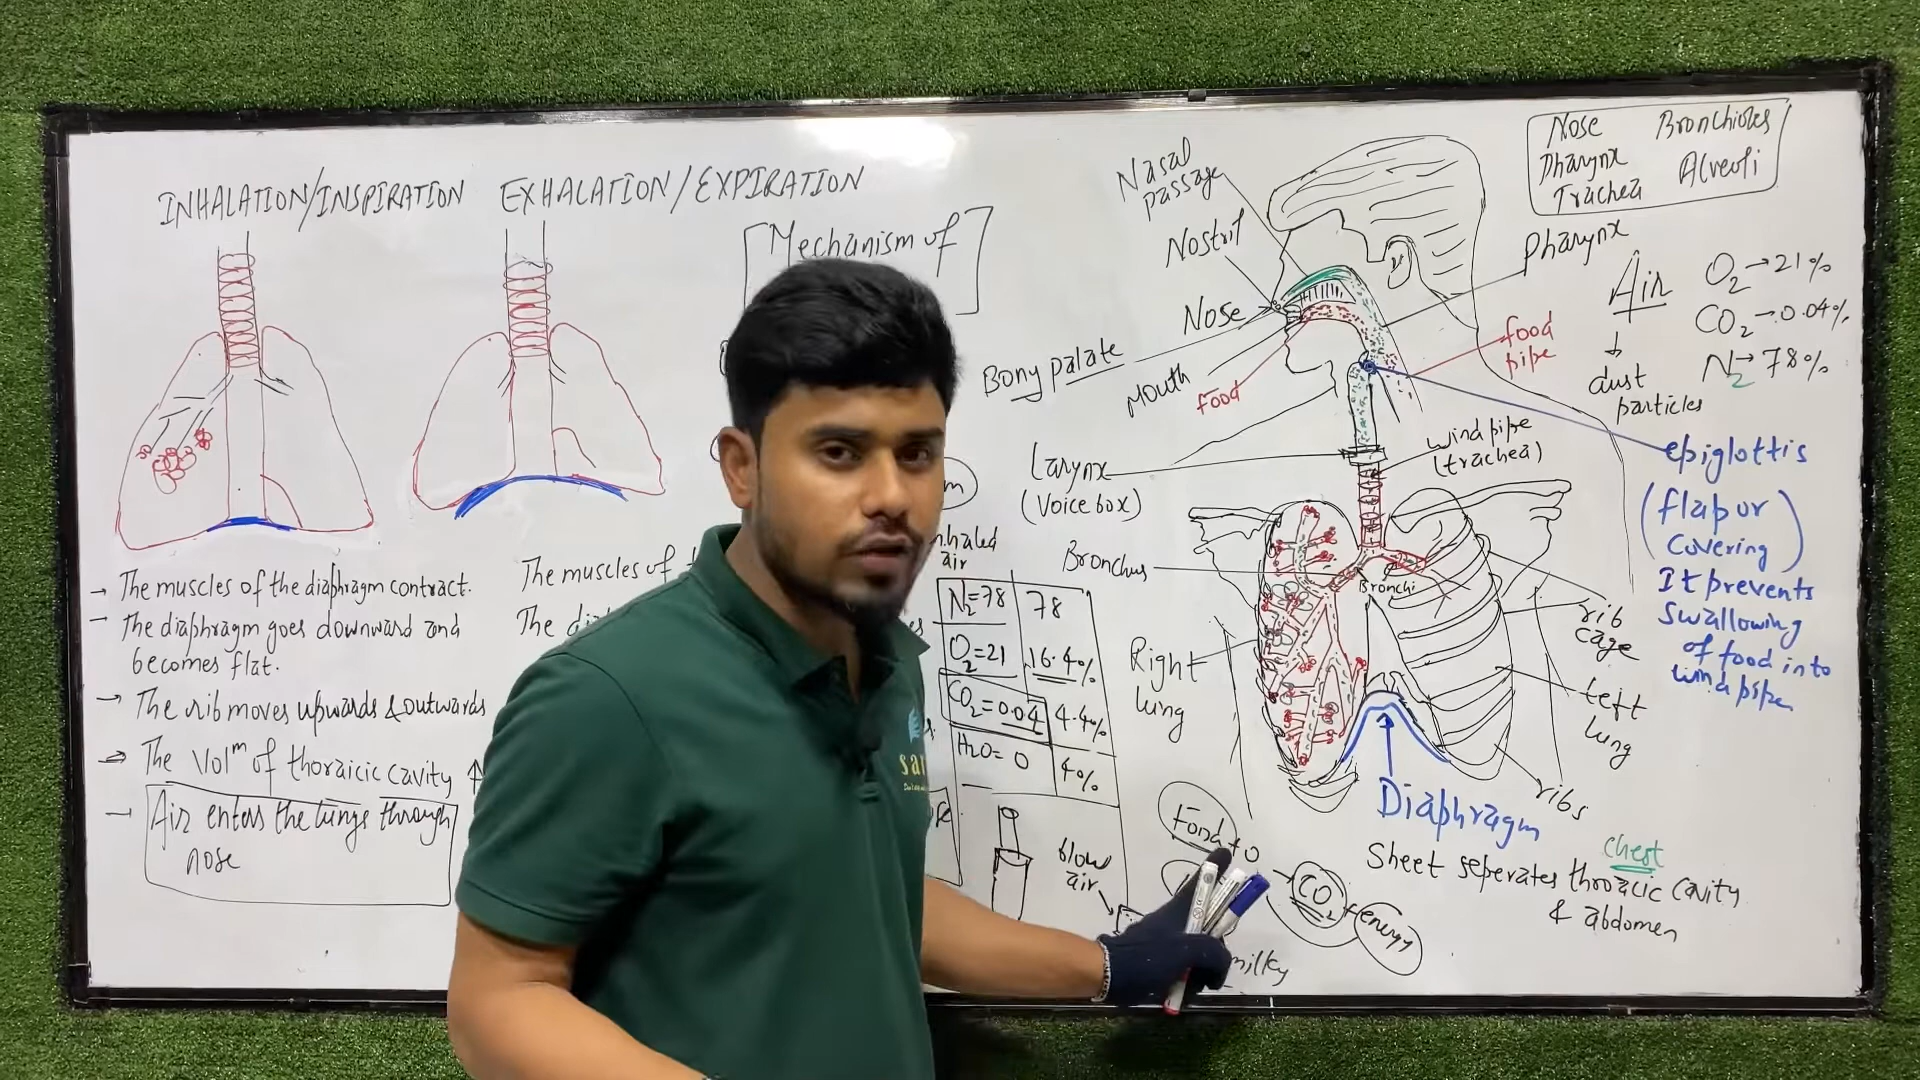 INHALATION/INSPIRATION
EXHALATION/EXPIRATION
[Mechanism of]
→ The muscles of the diaphragm contract.
- The diaphragm goes downward and
becomes flat.
→ The rib moves upwards & outwards
→ The Volᵐ of thoraicic cavity ↑
→ Air enters the lungs through
nose
The muscles of
The
air
N2=78 78
O2=21 16.4%
CO2=0.04 4.4%
H2O= 0 4%
blow
air
Nasal
passage
Nostril
Nose
Bony palate
Mouth
food
Larynx
(Voice box)
Bronchus
Right
lung
Nose Bronchioles
Pharynx Alveoli
Trachea
Pharynx
food
pipe
Wind pipe
(trachea)
Bronchi
Air
↓
dust
particles
O2→21%
CO2→0.04%
N2→78%
epiglottis
(flap or
covering)
It prevents
swallowing
of food into
wind pipe
rib
cage
left
lung
ribs
Diaphragm
chest
Sheet seperates throacic cavity
& abdomen
Food + O
→ CO2 + energy
milky
sar